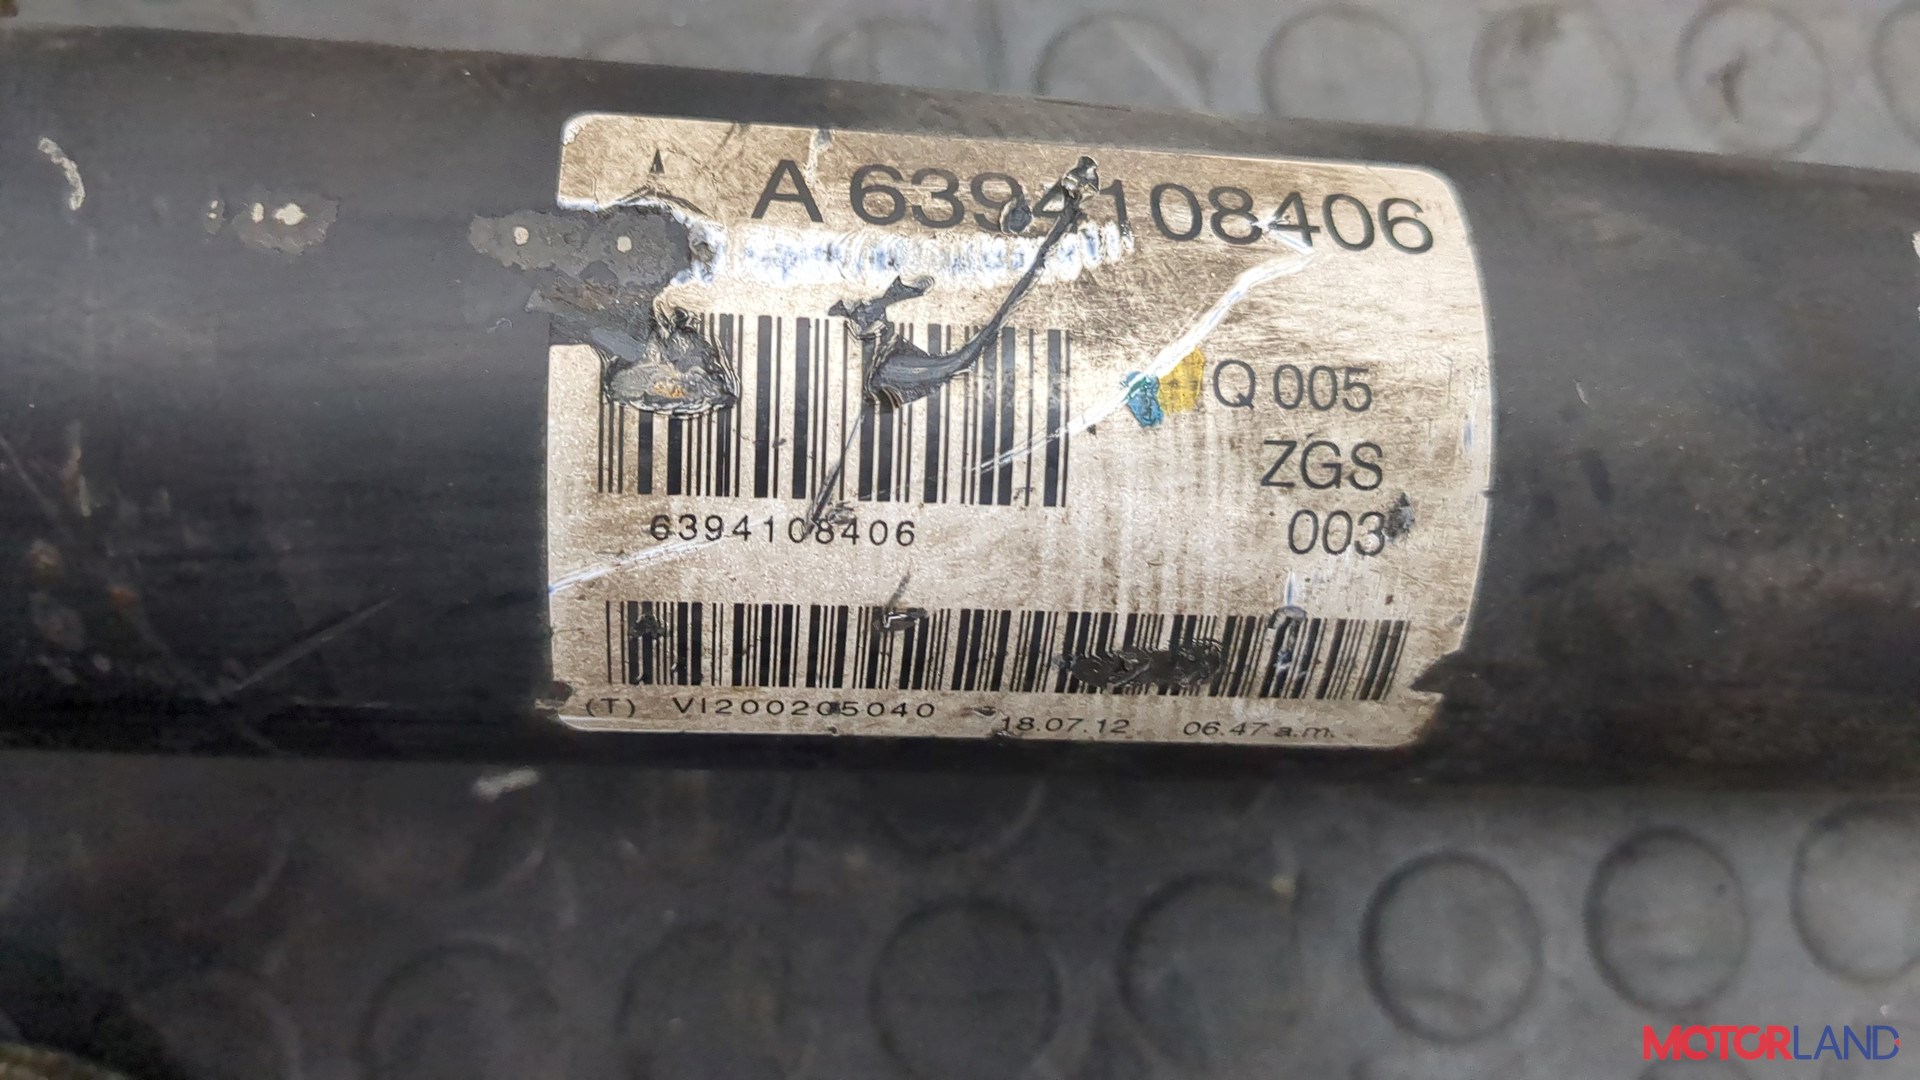 A 6394108406
Q 005
ZGS
003
6394108406
(T) VI200205040 18.07.12 06.47 a.m.
MOTORLAND